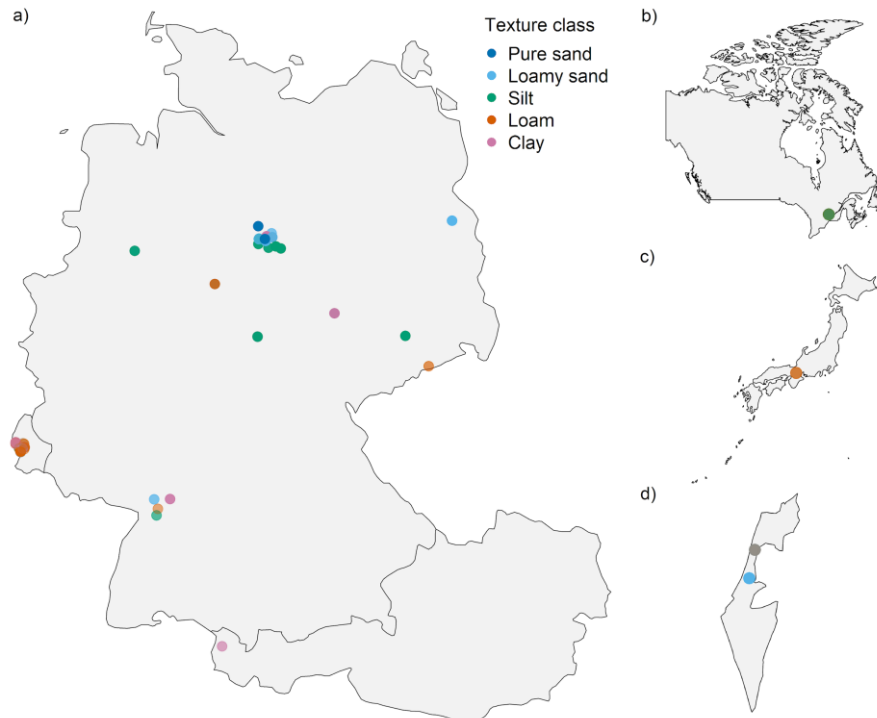 a)
Texture class
Pure sand
Loamy sand
Silt
Loam
Clay
b)
c)
d)